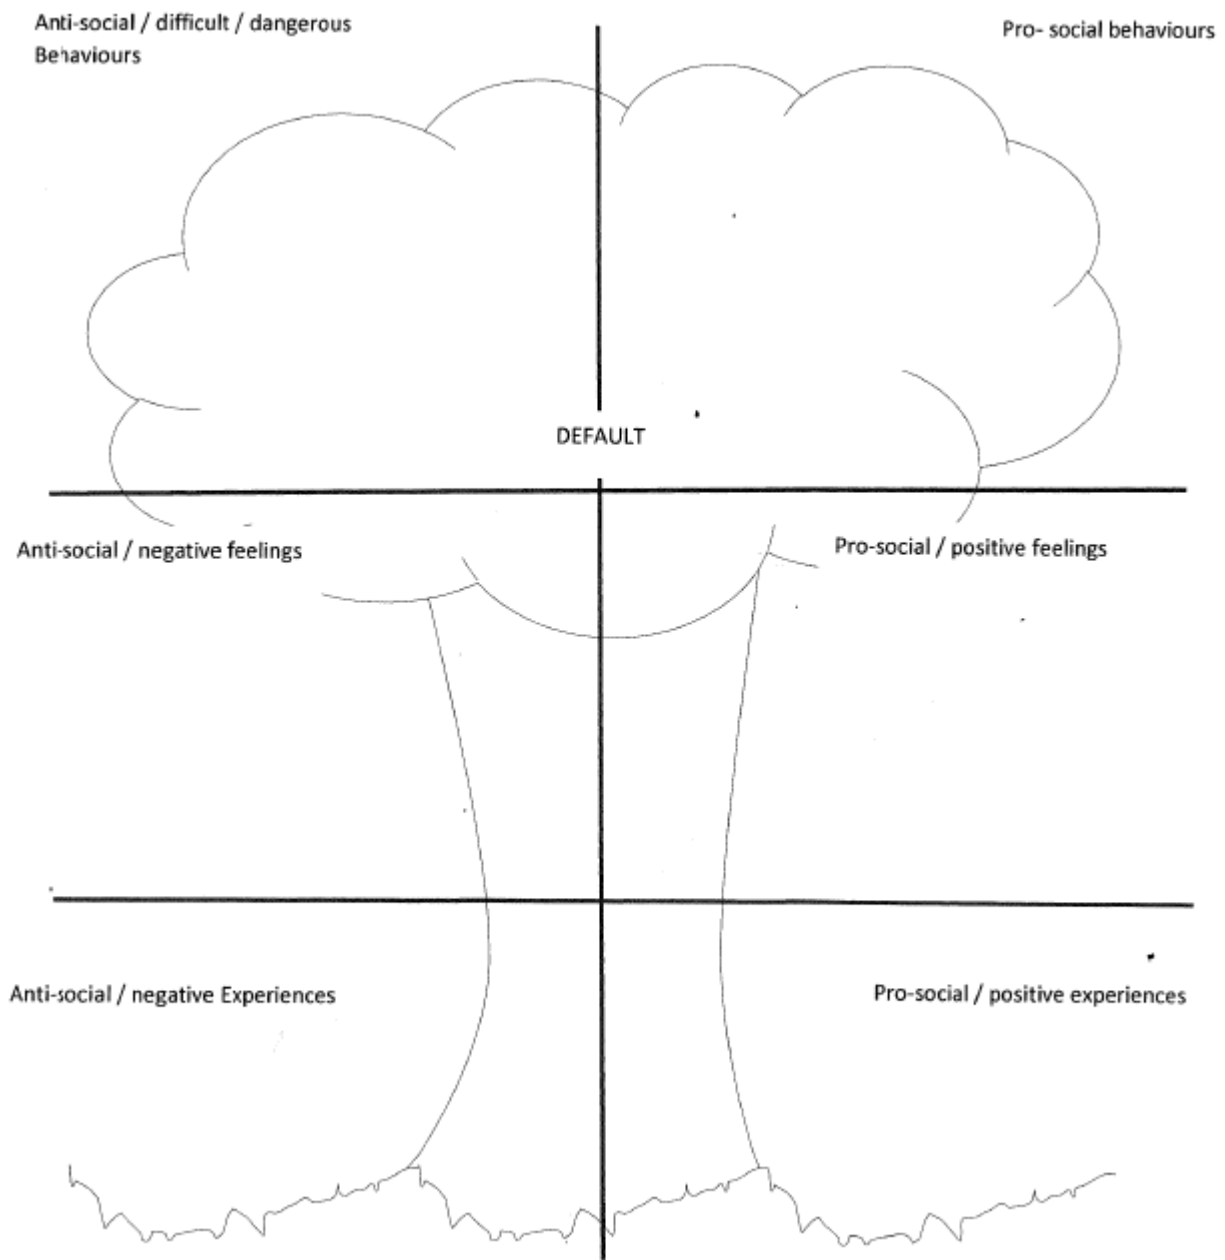 Anti-social / difficult / dangerous
Behaviours
Pro- social behaviours
DEFAULT
Anti-social / negative feelings
Pro-social / positive feelings
Anti-social / negative Experiences
Pro-social / positive experiences